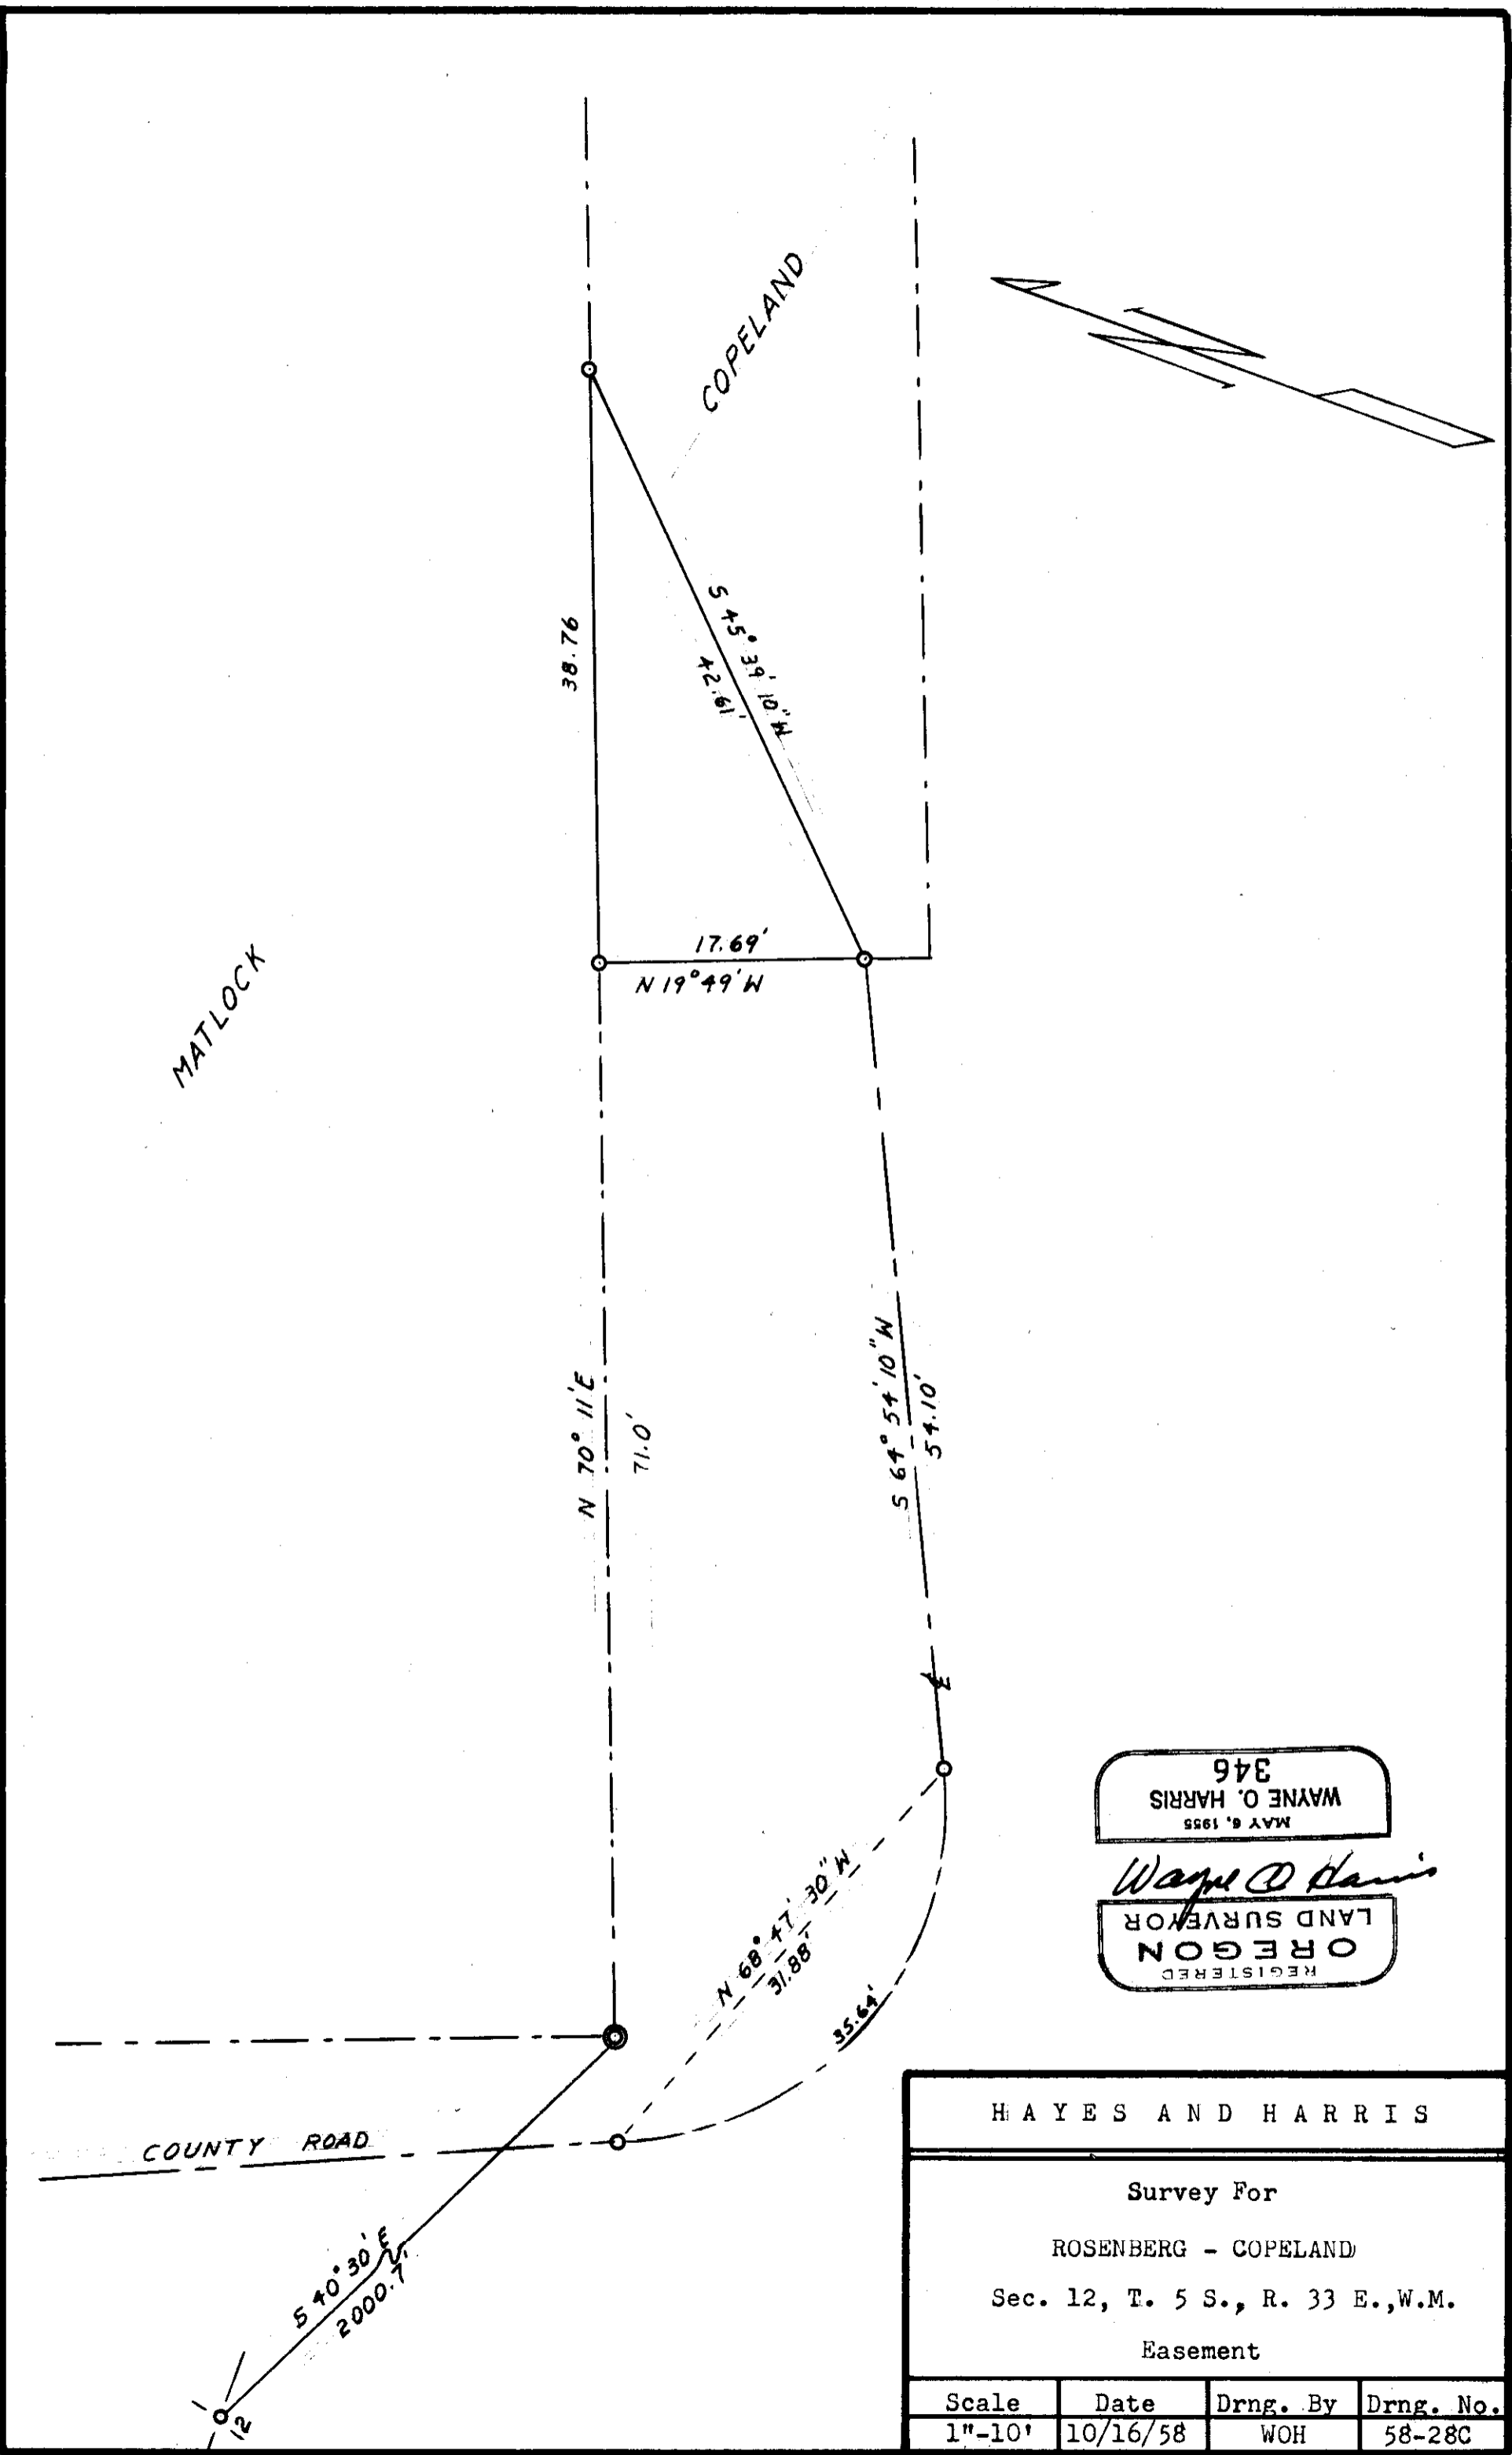 COPELAND
38.76
S 45° 39' 10" W
42.61'
17.69'
N 19° 49' W
MATLOCK
N 70° 11' E
71.0'
S 64° 54' 10" W
54.10'
N 68° 47' 30" W
31.88'
35.64'
COUNTY ROAD
S 40° 30' E
2000.7'
1
12
REGISTERED
OREGON
LAND SURVEYOR
Wayne O Harris
MAY 6, 1955
WAYNE O. HARRIS
346
HAYES AND HARRIS
Survey For
ROSENBERG - COPELAND
Sec. 12, T. 5 S., R. 33 E.,W.M.
Easement
Scale Date Drng. By Drng. No.
1"-10' 10/16/58 WOH 58-28C